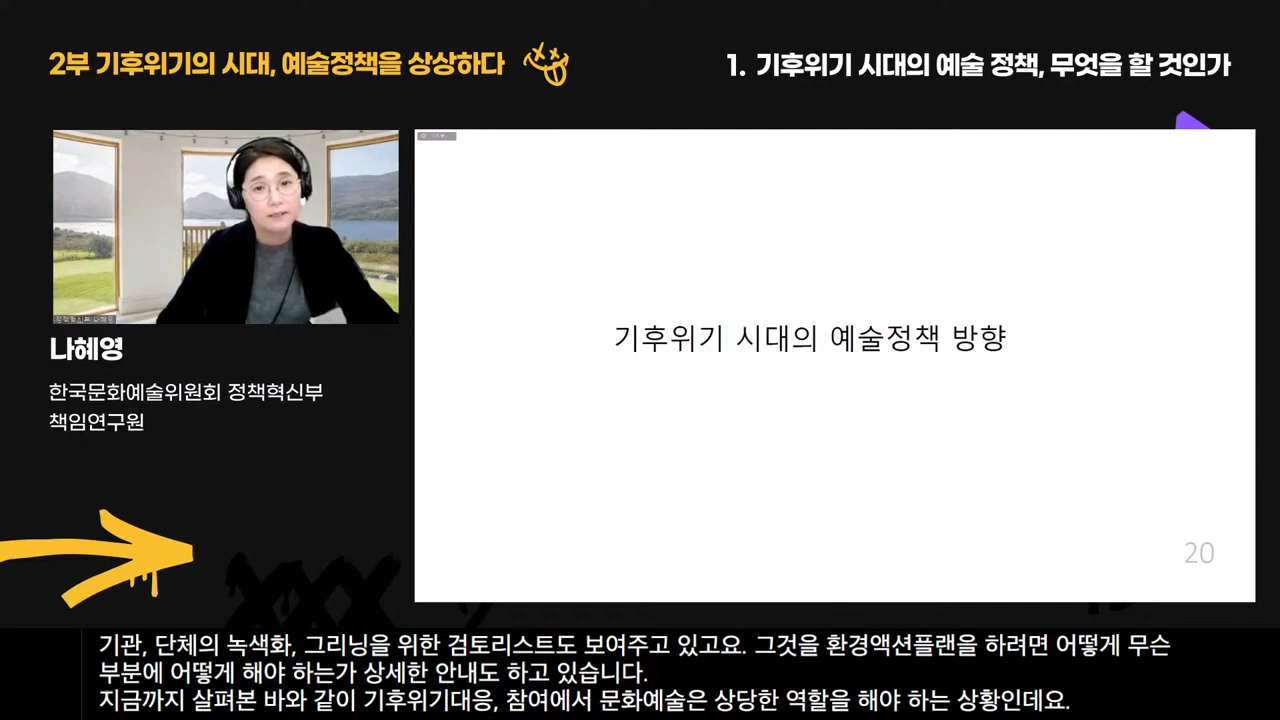 2부 기후위기의 시대, 예술정책을 상상하다
1. 기후위기 시대의 예술 정책, 무엇을 할 것인가
정책혁신부 나혜영
나혜영
한국문화예술위원회 정책혁신부
책임연구원
기후위기 시대의 예술정책 방향
20
기관, 단체의 녹색화, 그리닝을 위한 검토리스트도 보여주고 있고요. 그것을 환경액션플랜을 하려면 어떻게 무슨
부분에 어떻게 해야 하는가 상세한 안내도 하고 있습니다.
지금까지 살펴본 바와 같이 기후위기대응, 참여에서 문화예술은 상당한 역할을 해야 하는 상황인데요.